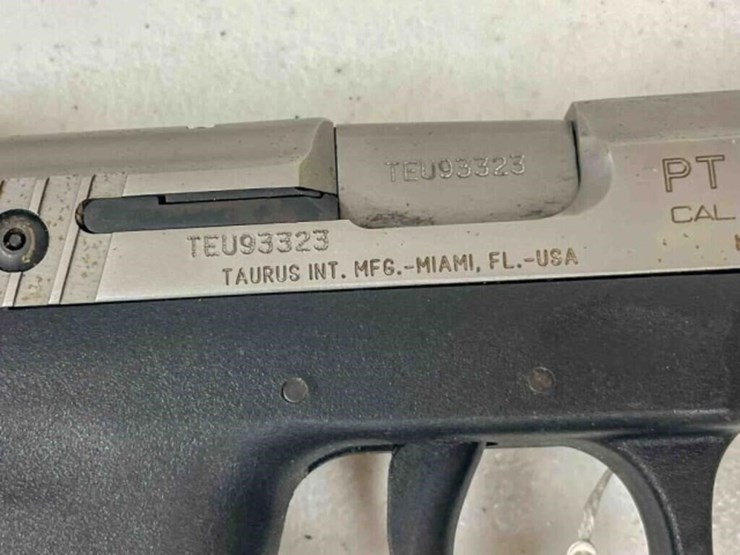 TEU93323
PT
CAL
TEU93323
TAURUS INT. MFG.-MIAMI, FL.-USA